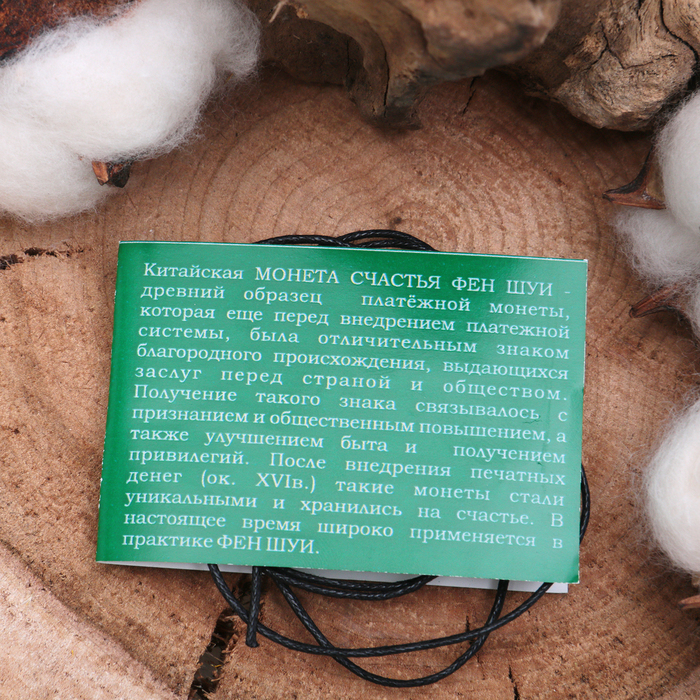 Китайская МОНЕТА СЧАСТЬЯ ФЕН ШУИ -
древний образец платёжной монеты,
которая еще перед внедрением платежной
системы, была отличительным знаком
благородного происхождения, выдающихся
заслуг перед страной и обществом.
Получение такого знака связывалось с
признанием и общественным повышением, а
также улучшением быта и получением
привилегий. После внедрения печатных
денег (ок. XVIв.) такие монеты стали
уникальными и хранились на счастье. В
настоящее время широко применяется в
практике ФЕН ШУИ.